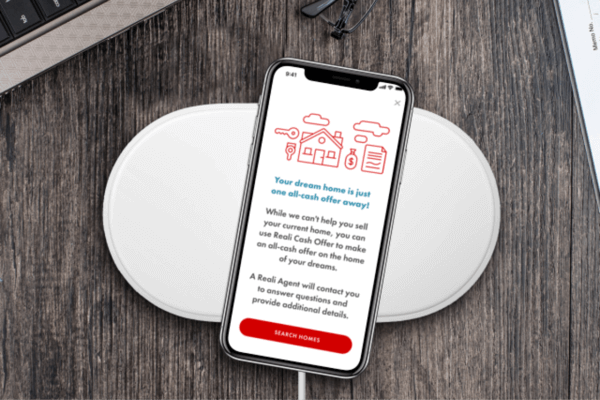 Memo No.
9:41
Your dream home is just
one all-cash offer away!
While we can't help you sell
your current home, you can
use Reali Cash Offer to make
an all-cash offer on the home
of your dreams.
A Reali Agent will contact you
to answer questions and
provide additional details.
SEARCH HOMES